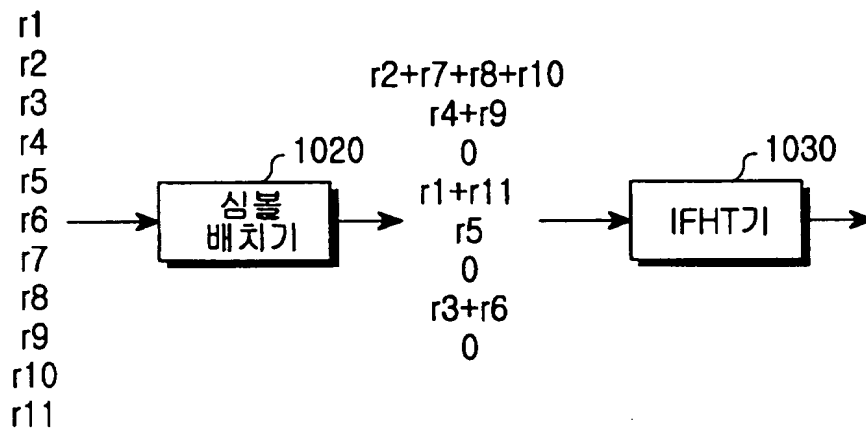 r1
r2
r3
r4
r5
r6
r7
r8
r9
r10
r11
1020
심볼
배치기
r2+r7+r8+r10
r4+r9
0
r1+r11
r5
0
r3+r6
0
1030
IFHT기